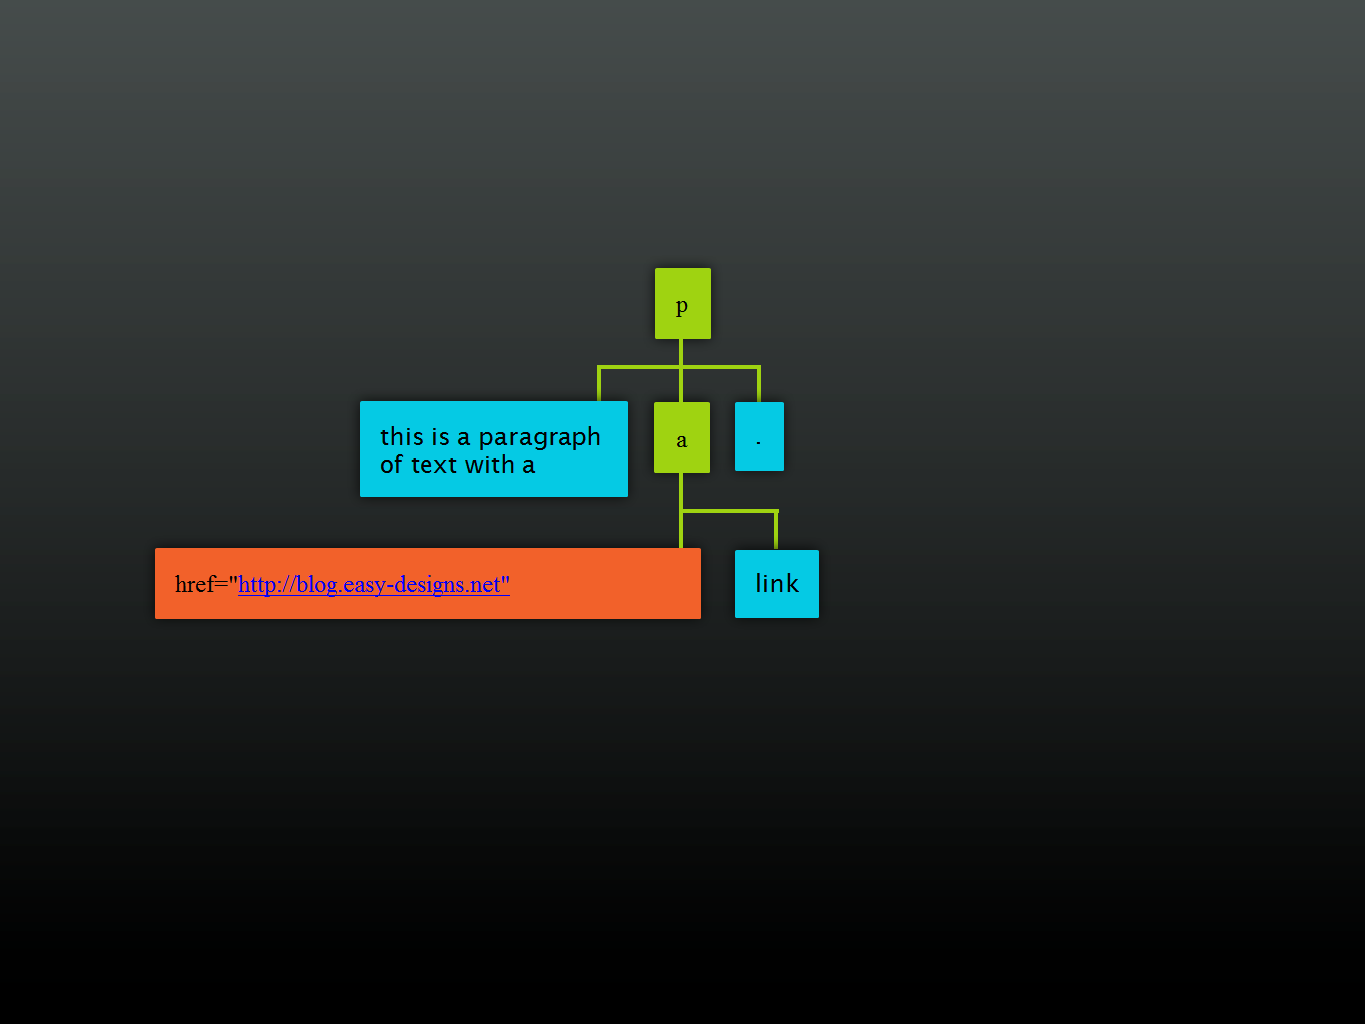 p
this is a paragraph
of text with a
a
.
href="http://blog.easy-designs.net"
link